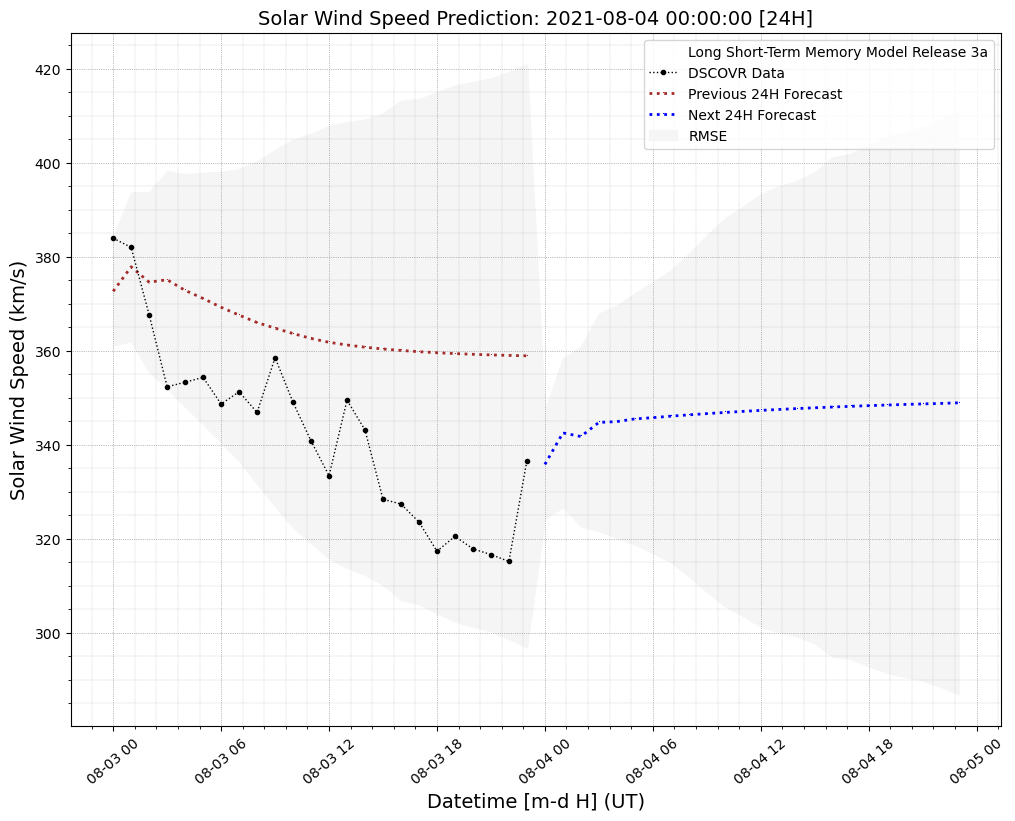 Solar Wind Speed Prediction: 2021-08-04 00:00:00 [24H]
Long Short-Term Memory Model Release 3a
DSCOVR Data
Previous 24H Forecast
Next 24H Forecast
RMSE
Solar Wind Speed (km/s)
420
400
380
360
340
320
300
08-03 00
08-03 06
08-03 12
08-03 18
08-04 00
08-04 06
08-04 12
08-04 18
08-05 00
Datetime [m-d H] (UT)